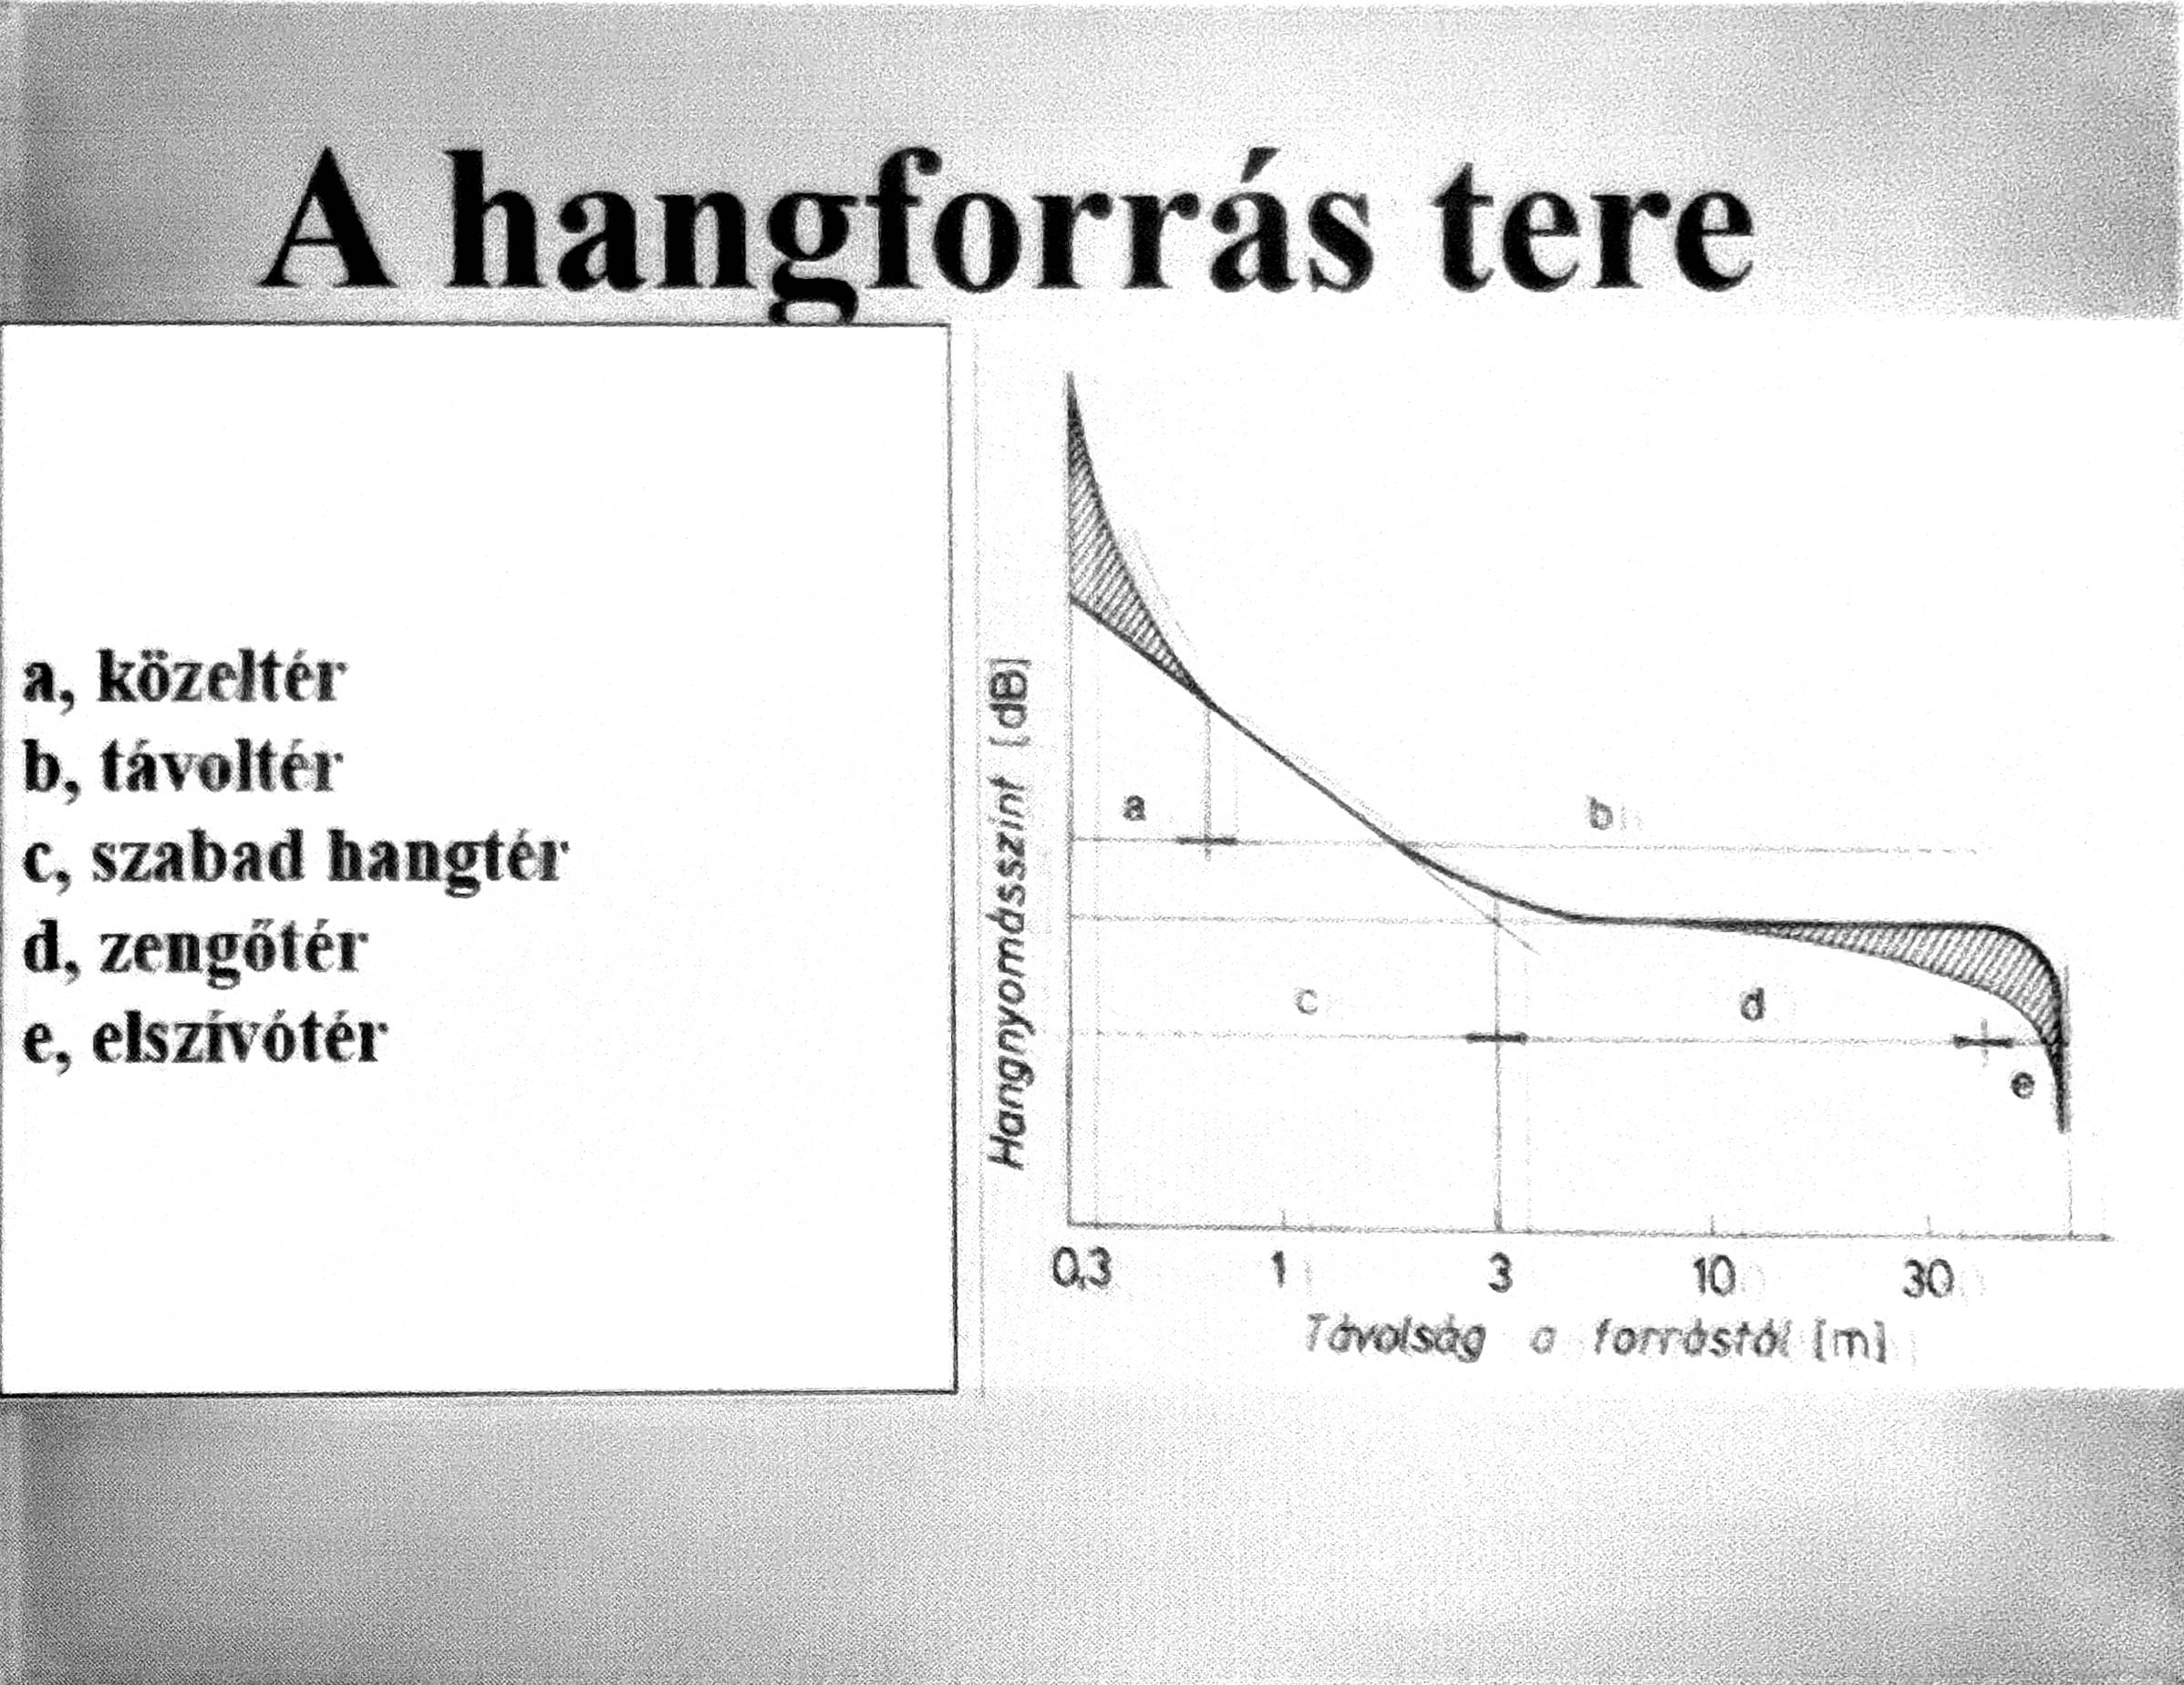 A hangforrás tere
a, közeltér
b, távoltér
c, szabad hangtér
d, zengőtér
e, elszívótér
Hangnyomásszint [dB]
a
b
c
d
e
0,3 1 3 10 30
Távolság a forrástól [m]